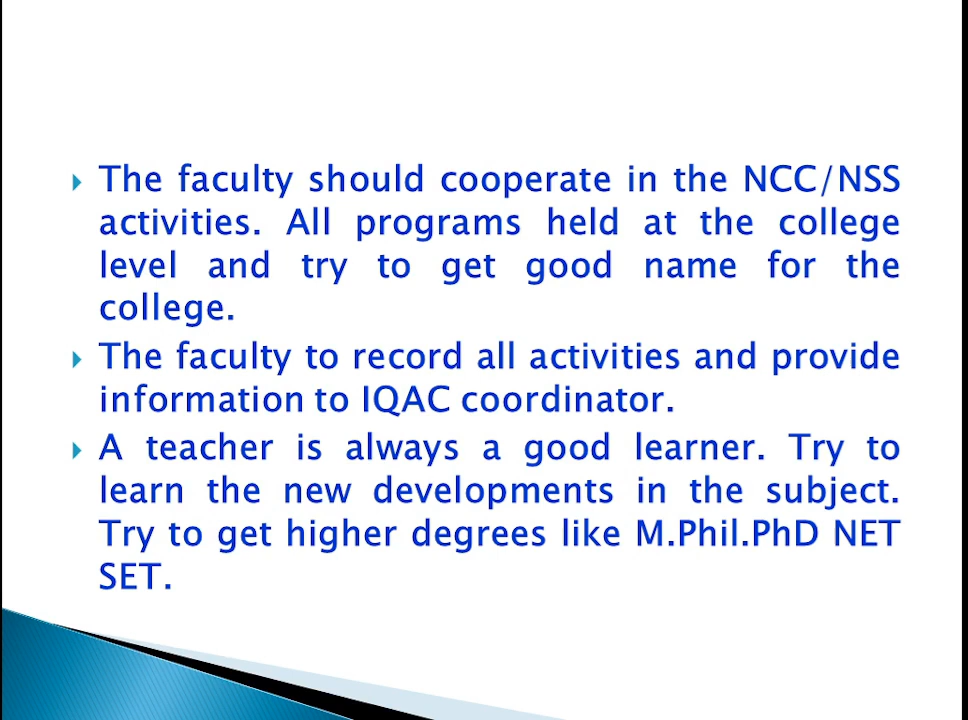 The faculty should cooperate in the NCC/NSS
activities. All programs held at the college
level and try to get good name for the
college.
The faculty to record all activities and provide
information to IQAC coordinator.
A teacher is always a good learner. Try to
learn the new developments in the subject.
Try to get higher degrees like M.Phil.PhD NET
SET.